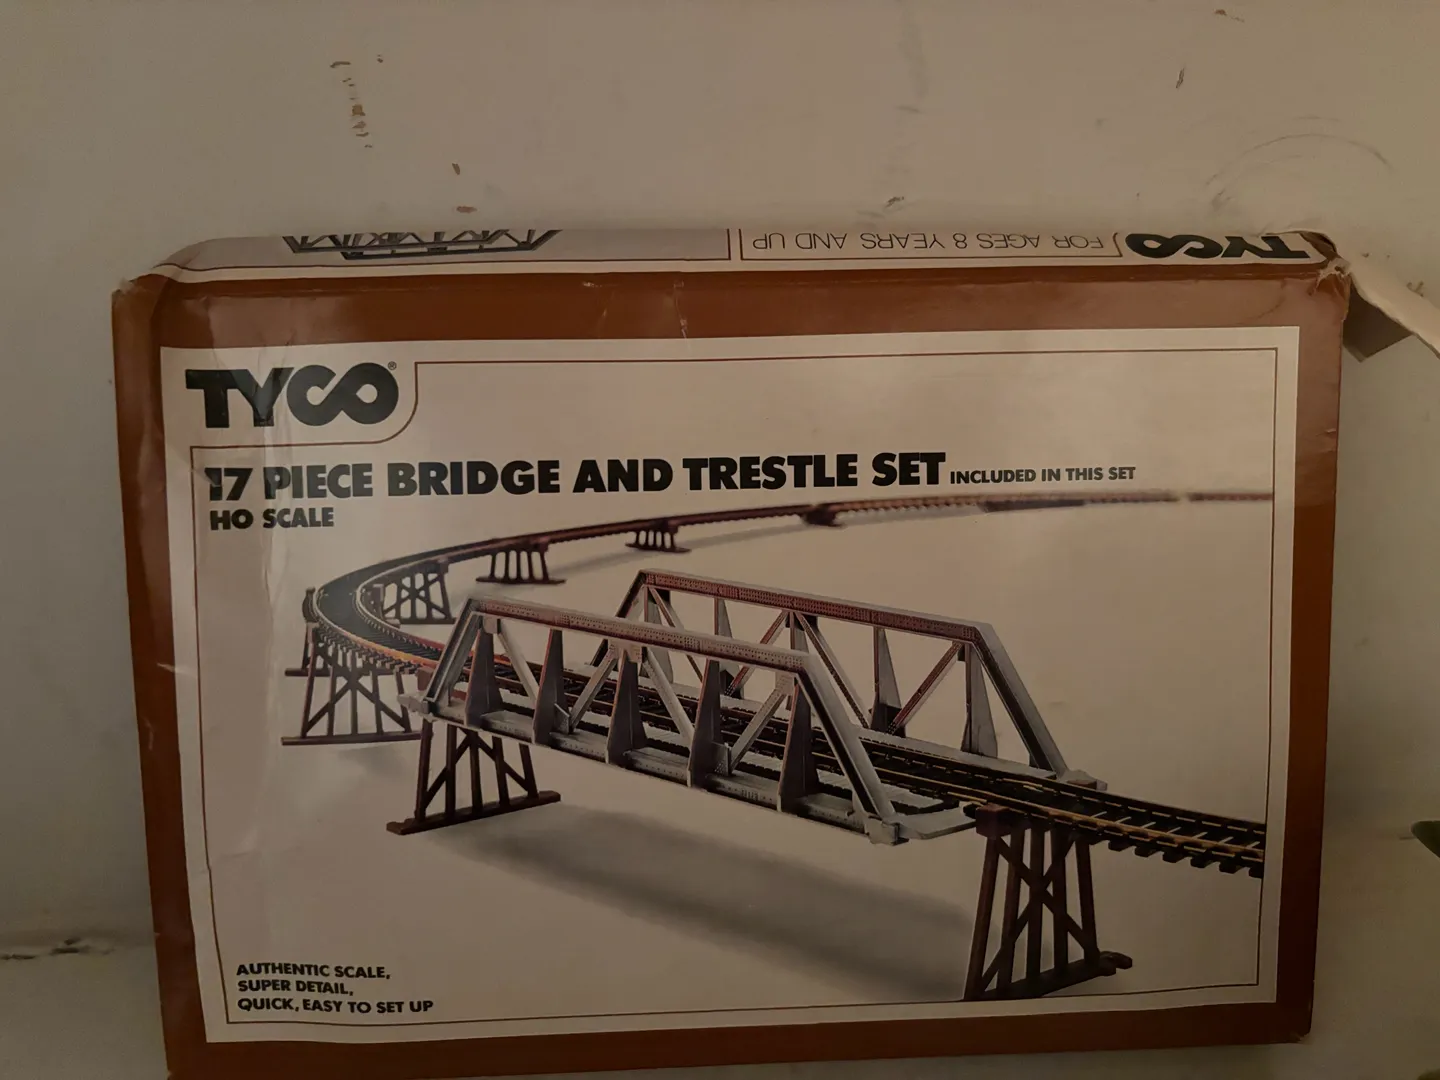 FOR AGES 8 YEARS AND UP
TYCO
TYCO®
17 PIECE BRIDGE AND TRESTLE SET INCLUDED IN THIS SET
HO SCALE
AUTHENTIC SCALE,
SUPER DETAIL,
QUICK, EASY TO SET UP